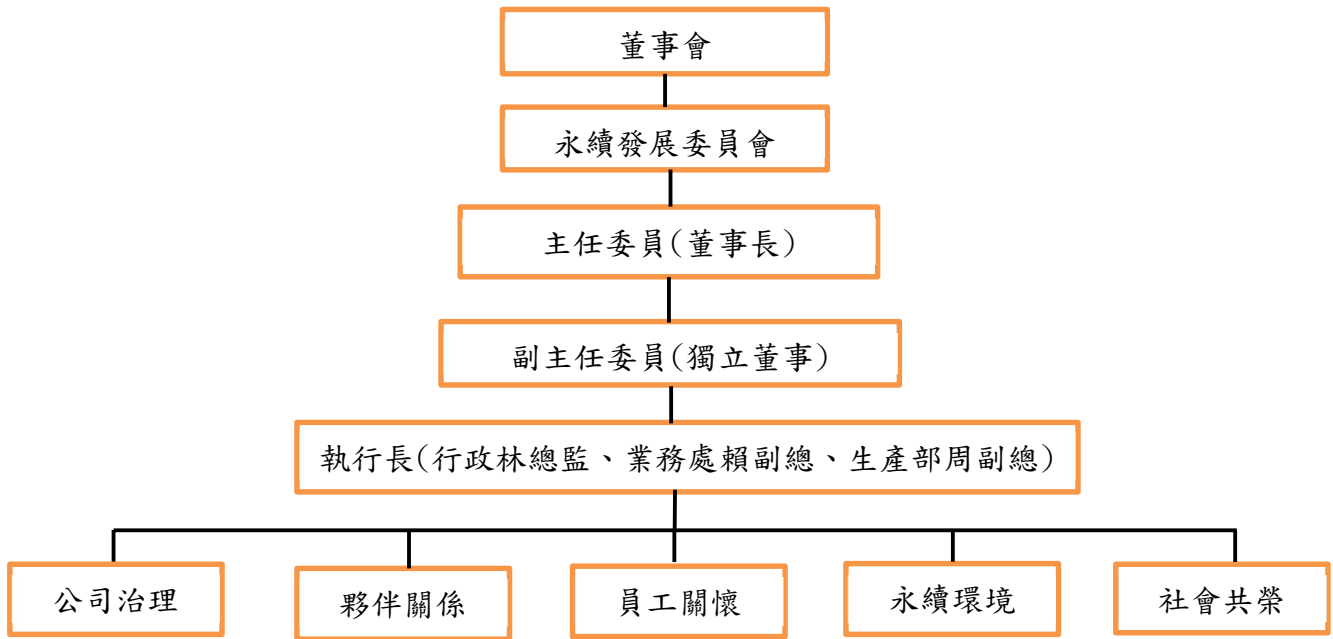 董事會
永續發展委員會
主任委員(董事長)
副主任委員(獨立董事)
執行長(行政林總監、業務處賴副總、生產部周副總)
公司治理
夥伴關係
員工關懷
永續環境
社會共榮